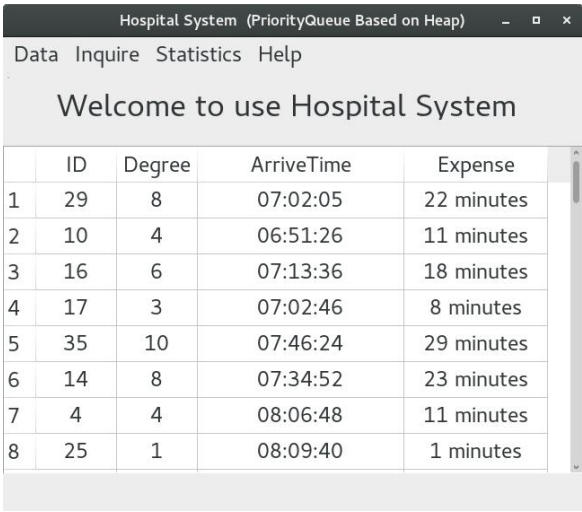 Hospital System (PriorityQueue Based on Heap)
Data Inquire Statistics Help
Welcome to use Hospital System
ID Degree ArriveTime Expense
1 29 8 07:02:05 22 minutes
2 10 4 06:51:26 11 minutes
3 16 6 07:13:36 18 minutes
4 17 3 07:02:46 8 minutes
5 35 10 07:46:24 29 minutes
6 14 8 07:34:52 23 minutes
7 4 4 08:06:48 11 minutes
8 25 1 08:09:40 1 minutes